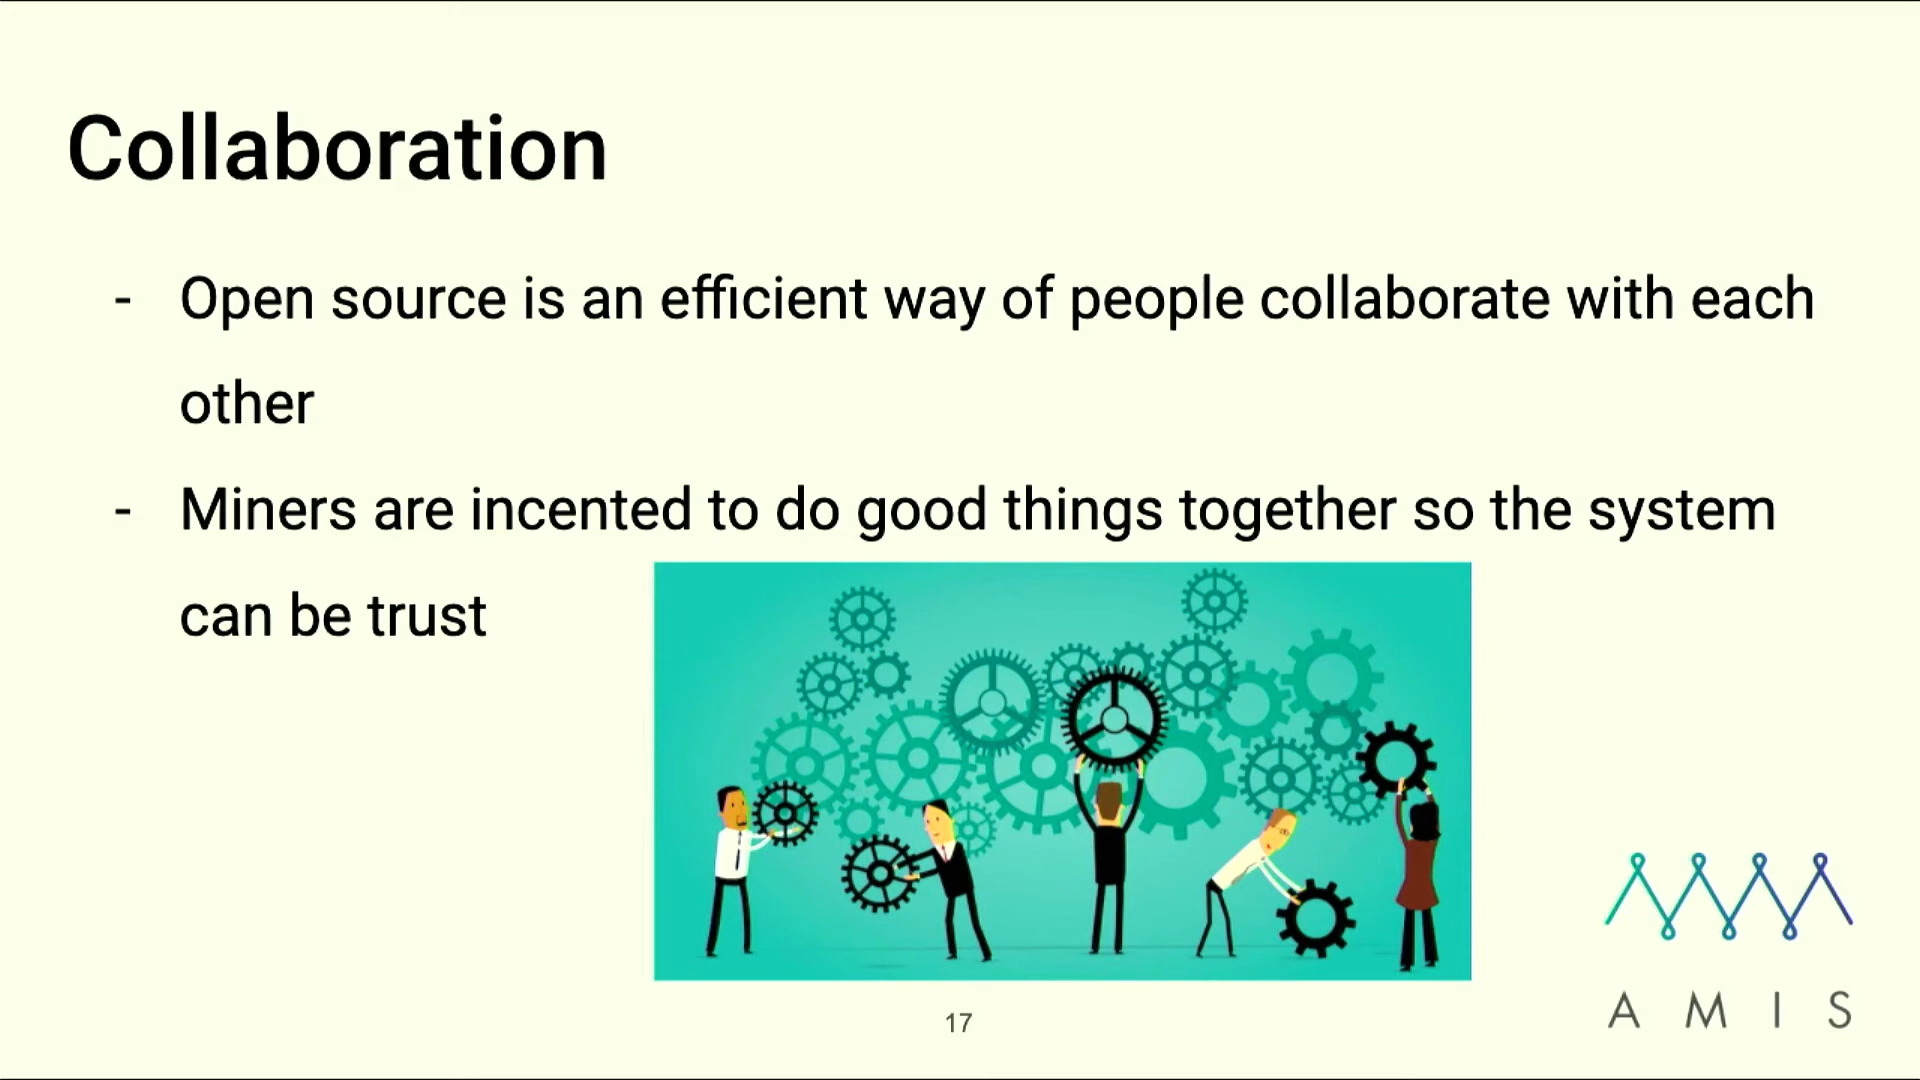 Collaboration
- Open source is an efficient way of people collaborate with each
other
- Miners are incented to do good things together so the system
can be trust
17
AMIS